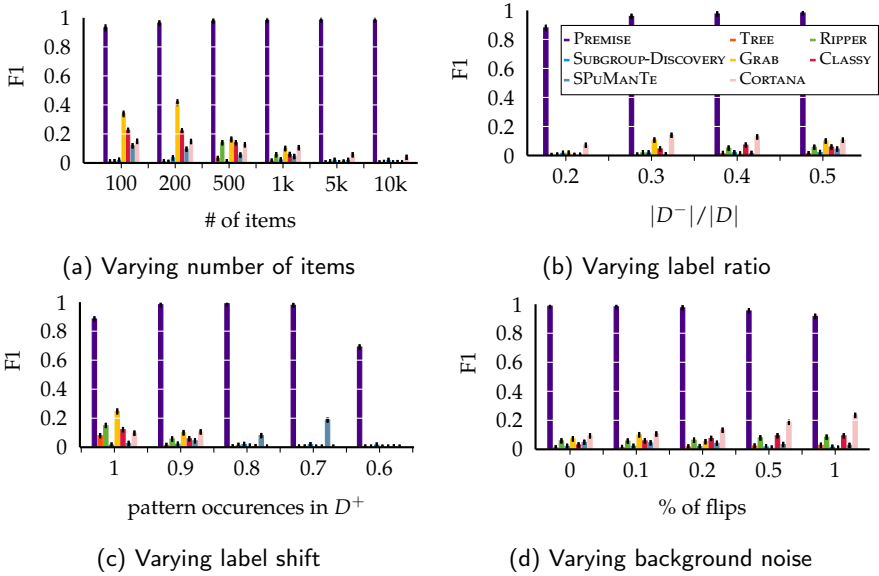 1
0.8
0.6
0.4
0.2
0
F1
100 200 500 1k 5k 10k
# of items
(a) Varying number of items
1
0.8
0.6
0.4
0.2
0
F1
PREMISE
SUBGROUP-DISCOVERY
SPUMANTE
TREE
GRAB
CORTANA
RIPPER
CLASSY
0.2 0.3 0.4 0.5
|D⁻|/|D|
(b) Varying label ratio
1
0.8
0.6
0.4
0.2
0
F1
1 0.9 0.8 0.7 0.6
pattern occurences in D⁺
(c) Varying label shift
1
0.8
0.6
0.4
0.2
0
F1
0 0.1 0.2 0.5 1
% of flips
(d) Varying background noise